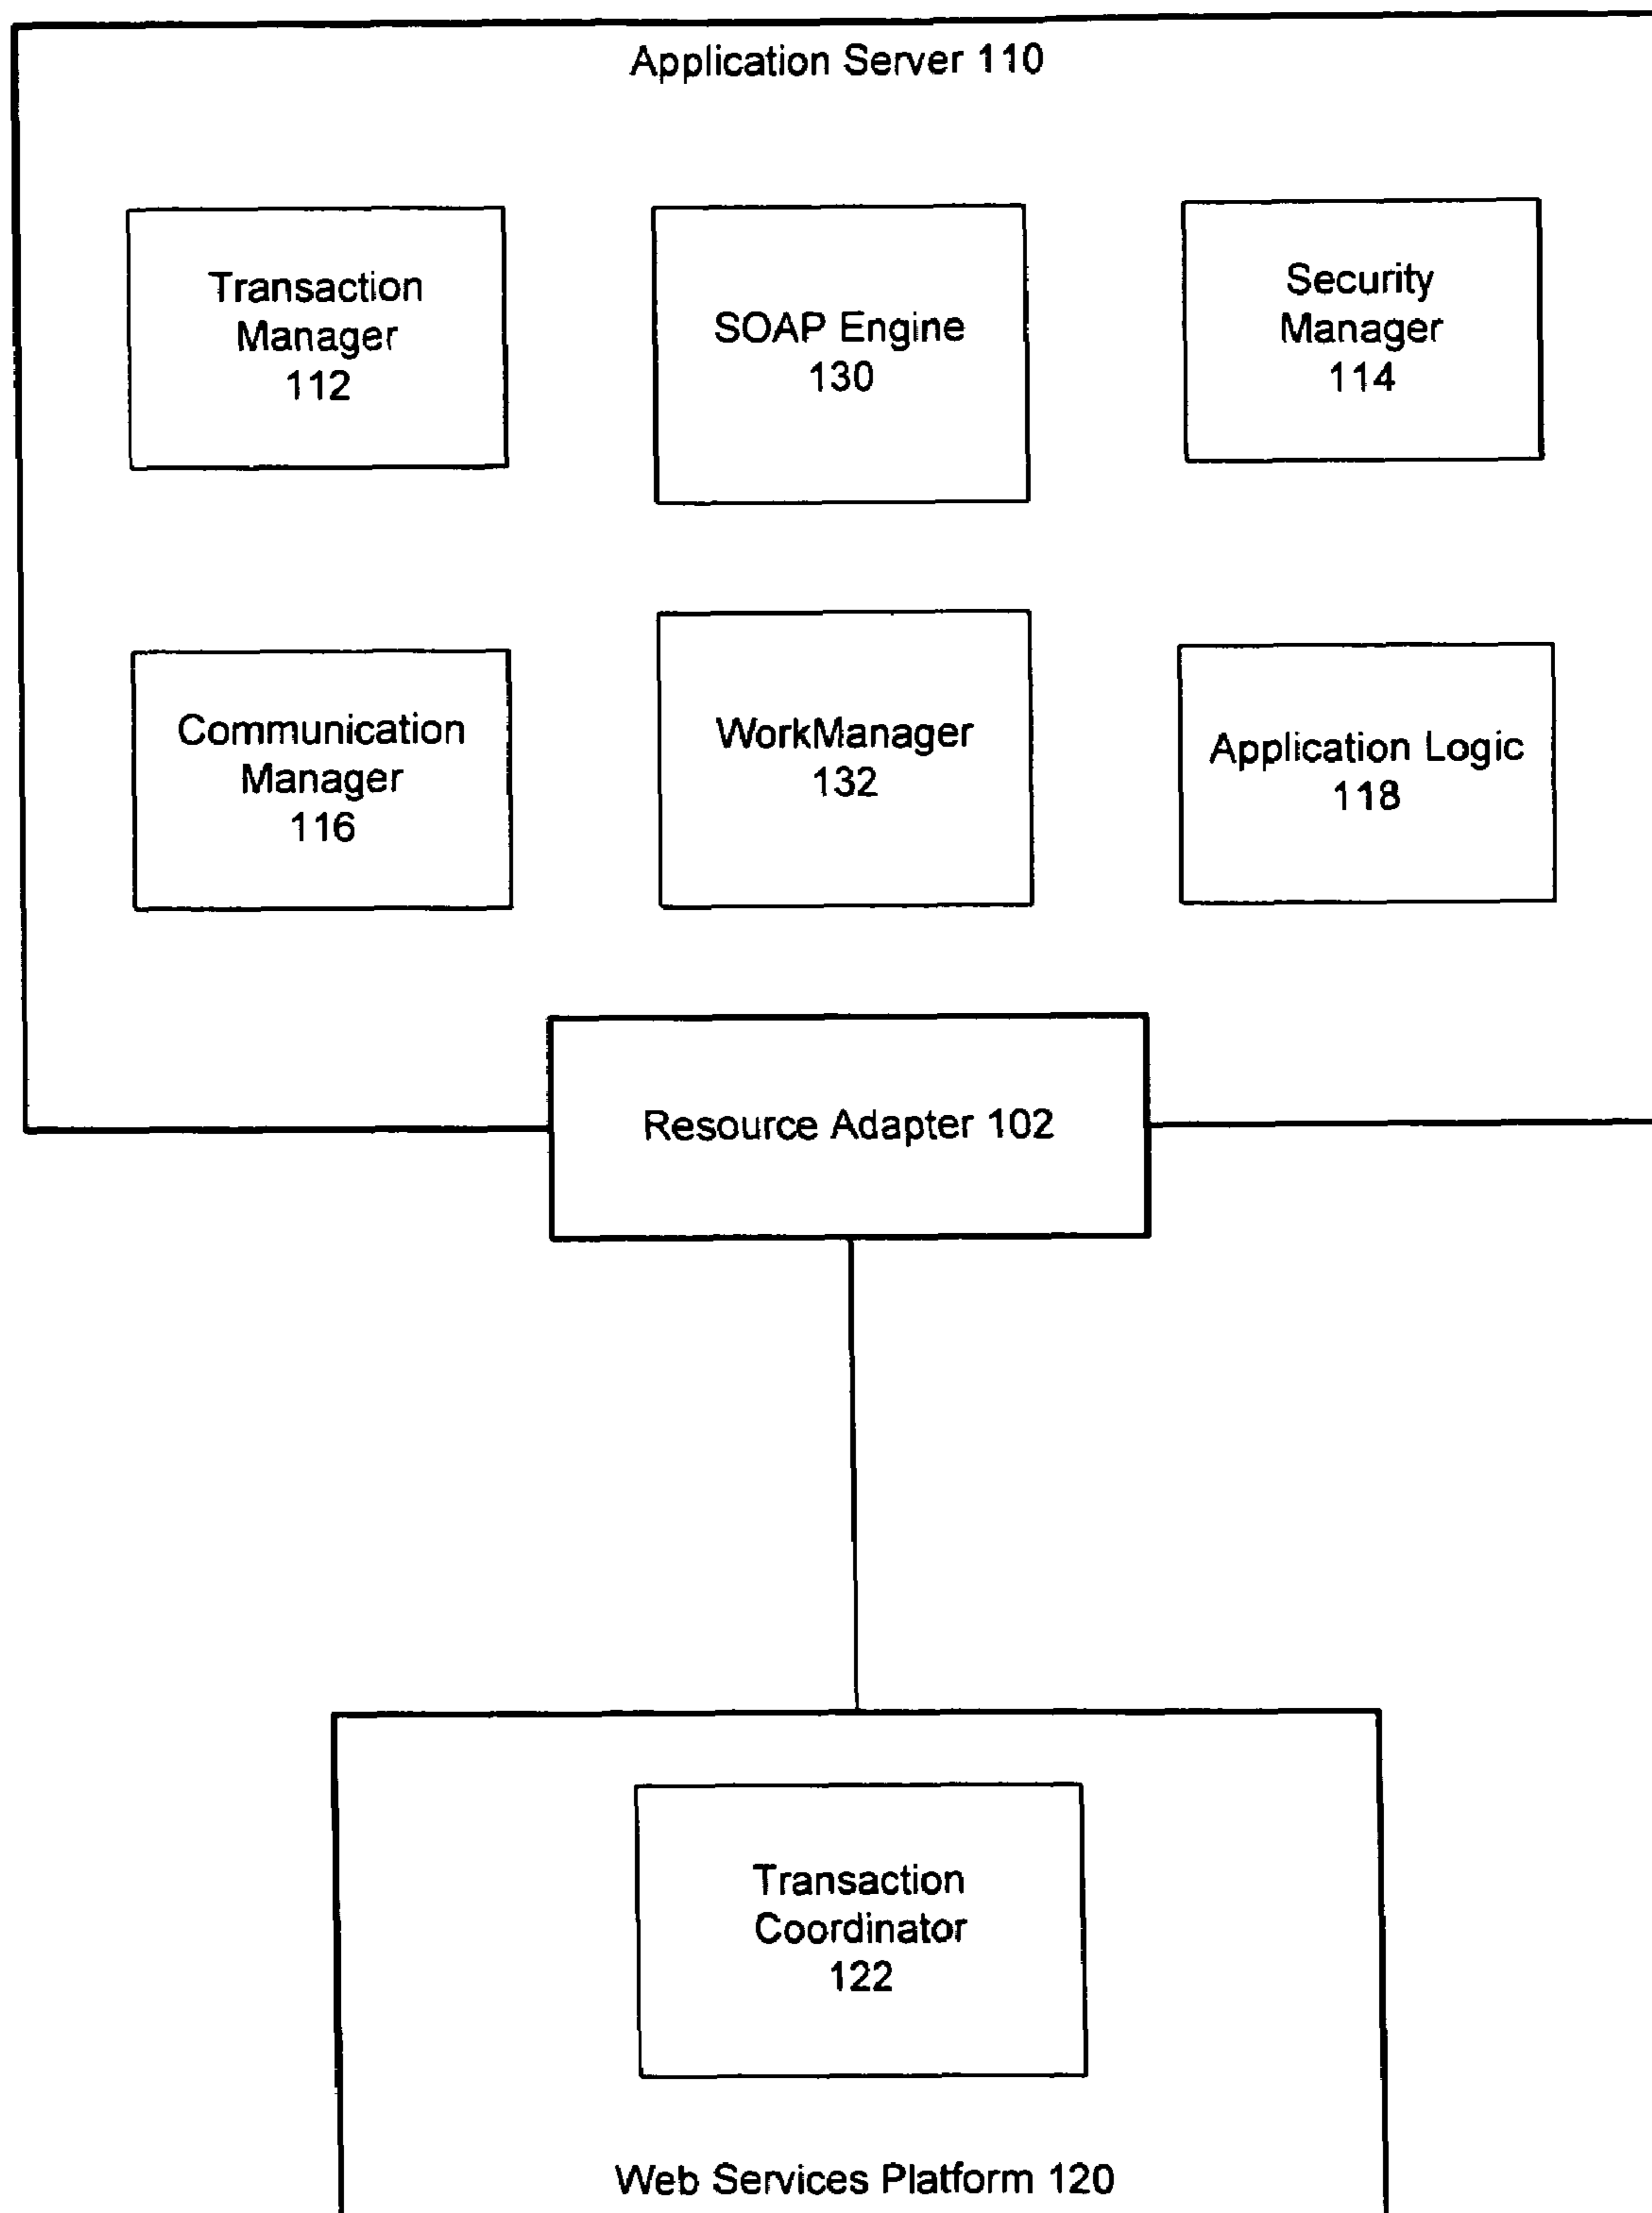 Application Server 110
Transaction
Manager
112
SOAP Engine
130
Security
Manager
114
Communication
Manager
116
WorkManager
132
Application Logic
118
Resource Adapter 102
Transaction
Coordinator
122
Web Services Platform 120